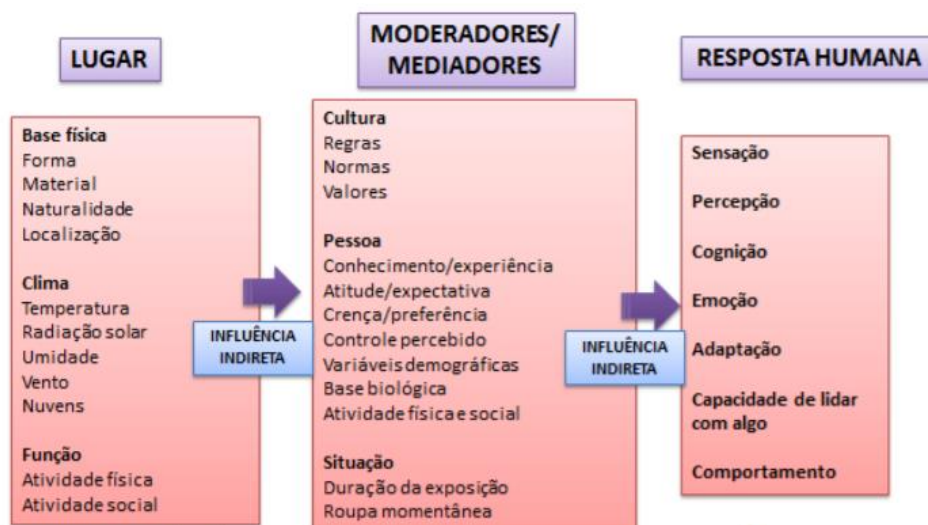 LUGAR
Base física
Forma
Material
Naturalidade
Localização
Clima
Temperatura
Radiação solar
Umidade
Vento
Nuvens
Função
Atividade física
Atividade social
INFLUÊNCIA
INDIRETA
MODERADORES/
MEDIADORES
Cultura
Regras
Normas
Valores
Pessoa
Conhecimento/experiência
Atitude/expectativa
Crença/preferência
Controle percebido
Variáveis demográficas
Base biológica
Atividade física e social
Situação
Duração da exposição
Roupa momentânea
INFLUÊNCIA
INDIRETA
RESPOSTA HUMANA
Sensação
Percepção
Cognição
Emoção
Adaptação
Capacidade de lidar
com algo
Comportamento